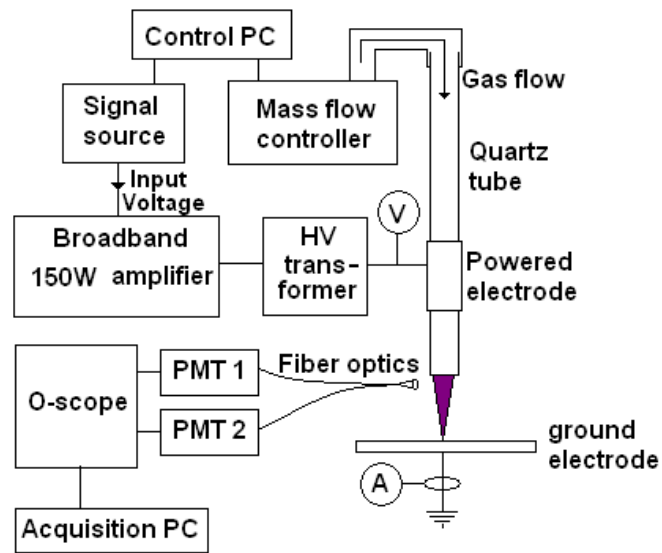 Control PC
Gas flow
Signal
source
Mass flow
controller
Quartz
tube
Input
Voltage
V
Broadband
150W amplifier
HV
trans-
former
Powered
electrode
O-scope
PMT 1
Fiber optics
PMT 2
ground
electrode
A
Acquisition PC